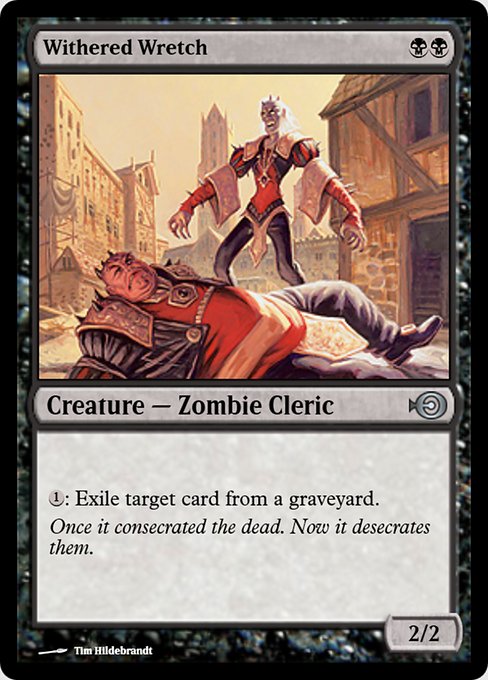 Withered Wretch
Creature — Zombie Cleric
1: Exile target card from a graveyard.
Once it consecrated the dead. Now it desecrates
them.
2/2
Tim Hildebrandt